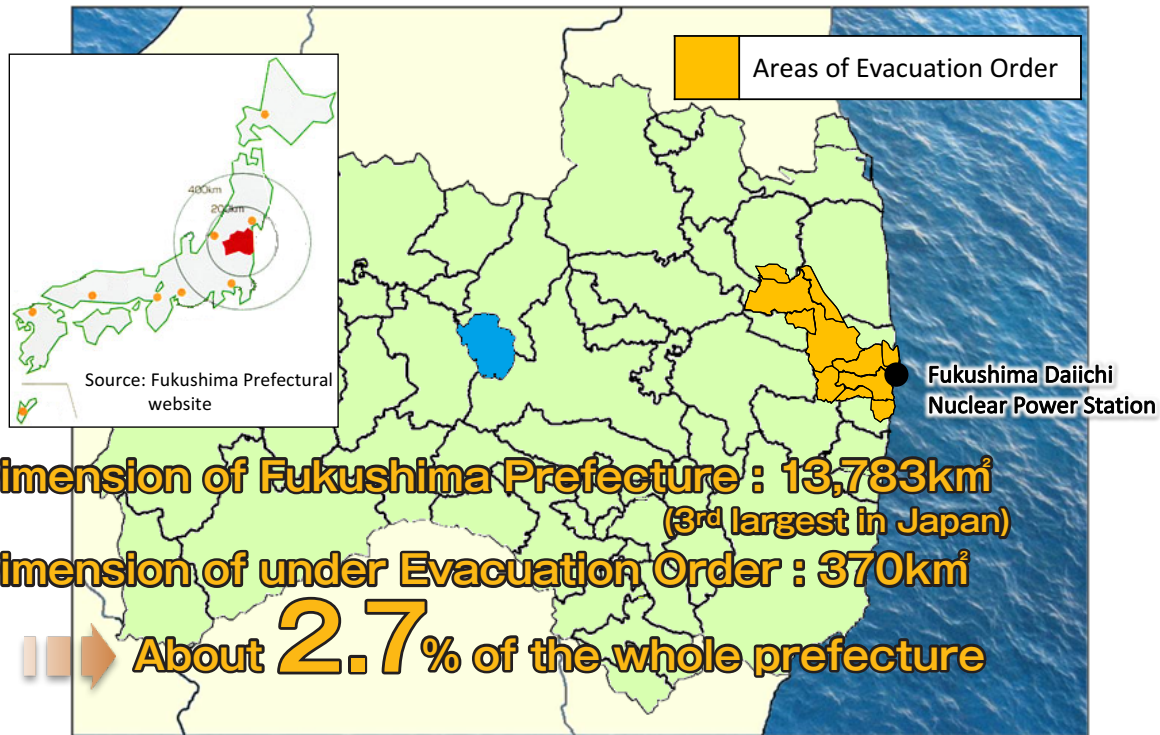 Areas of Evacuation Order
400km
200km
Source: Fukushima Prefectural
website
Fukushima Daiichi
Nuclear Power Station
imension of Fukushima Prefecture : 13,783k㎡
(3rd largest in Japan)
imension of under Evacuation Order : 370k㎡
About 2.7% of the whole prefecture